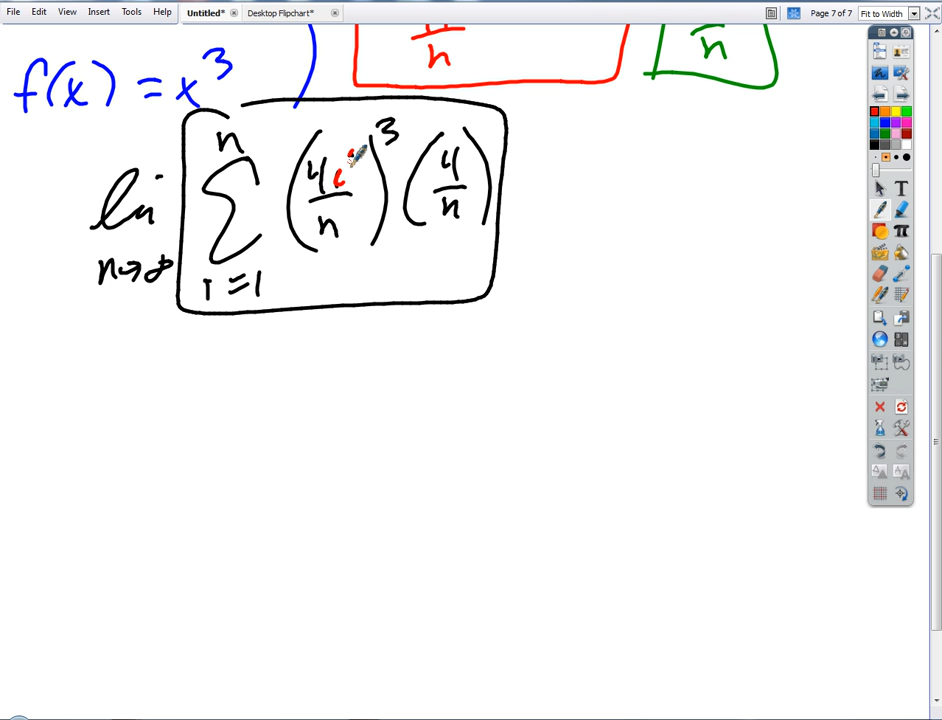 File Edit View Insert Tools Help Untitled* Desktop Flipchart* Page 7 of 7 Fit to Width
n
n
f(x) = x³
lim n→∞ n Σ i=1 (4i/n)³ (4/n)
T
π